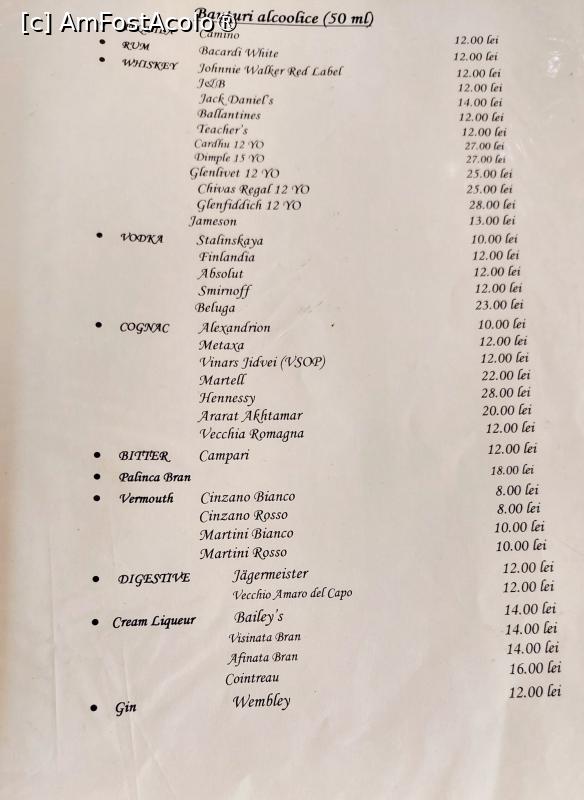 [c] AmFostAcolo®
Bauturi alcoolice (50 ml)
Camino 12.00 lei
• RUM Bacardi White 12.00 lei
• WHISKEY Johnnie Walker Red Label 12.00 lei
J&B 12.00 lei
Jack Daniel's 14.00 lei
Ballantines 12.00 lei
Teacher's 12.00 lei
Cardhu 12 YO 27.00 lei
Dimple 15 YO 27.00 lei
Glenlivet 12 YO 25.00 lei
Chivas Regal 12 YO 25.00 lei
Glenfiddich 12 YO 28.00 lei
Jameson 13.00 lei
• VODKA Stalinskaya 10.00 lei
Finlandia 12.00 lei
Absolut 12.00 lei
Smirnoff 12.00 lei
Beluga 23.00 lei
• COGNAC Alexandrion 10.00 lei
Metaxa 12.00 lei
Vinars Jidvei (VSOP) 12.00 lei
Martell 22.00 lei
Hennessy 28.00 lei
Ararat Akhtamar 20.00 lei
Vecchia Romagna 12.00 lei
• BITTER Campari 12.00 lei
• Palinca Bran 18.00 lei
• Vermouth Cinzano Bianco 8.00 lei
Cinzano Rosso 8.00 lei
Martini Bianco 10.00 lei
Martini Rosso 10.00 lei
• DIGESTIVE Jägermeister 12.00 lei
Vecchio Amaro del Capo 12.00 lei
• Cream Liqueur Bailey's 14.00 lei
Visinata Bran 14.00 lei
Afinata Bran 14.00 lei
Cointreau 16.00 lei
• Gin Wembley 12.00 lei